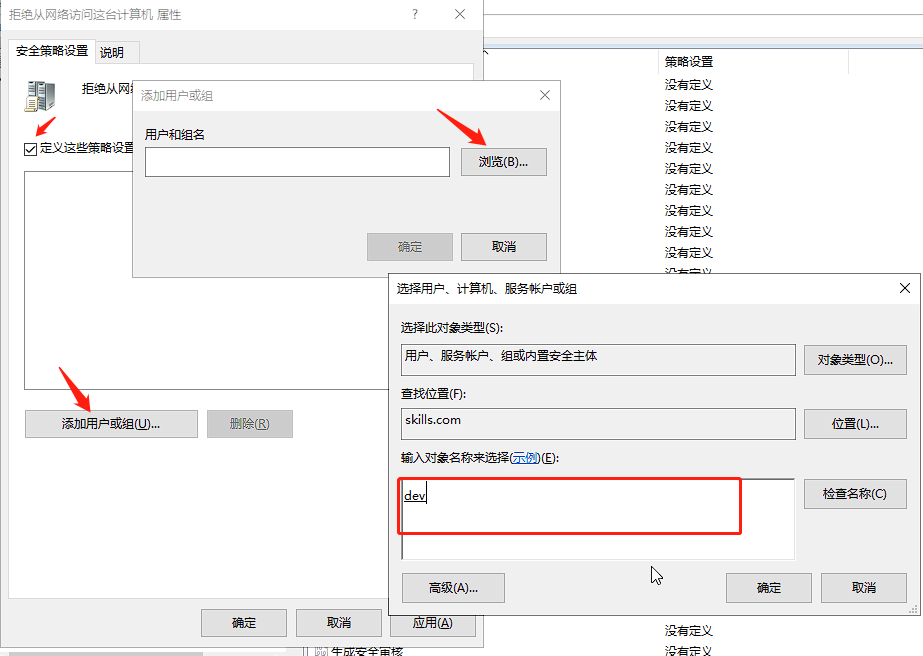 拒绝从网络访问这台计算机 属性
?
安全策略设置
说明
拒绝从网络
定义这些策略设置
添加用户或组(U)...
删除(R)
确定
取消
应用(A)
添加用户或组
用户和组名
浏览(B)...
确定
取消
选择用户、计算机、服务帐户或组
选择此对象类型(S):
用户、服务帐户、组或内置安全主体
对象类型(O)...
查找位置(F):
skills.com
位置(L)...
输入对象名称来选择(示例)(E):
dev
检查名称(C)
高级(A)...
确定
取消
策略设置
没有定义
没有定义
没有定义
没有定义
没有定义
没有定义
没有定义
没有定义
没有定义
没有定义
没有定义
生成安全审核
没有定义